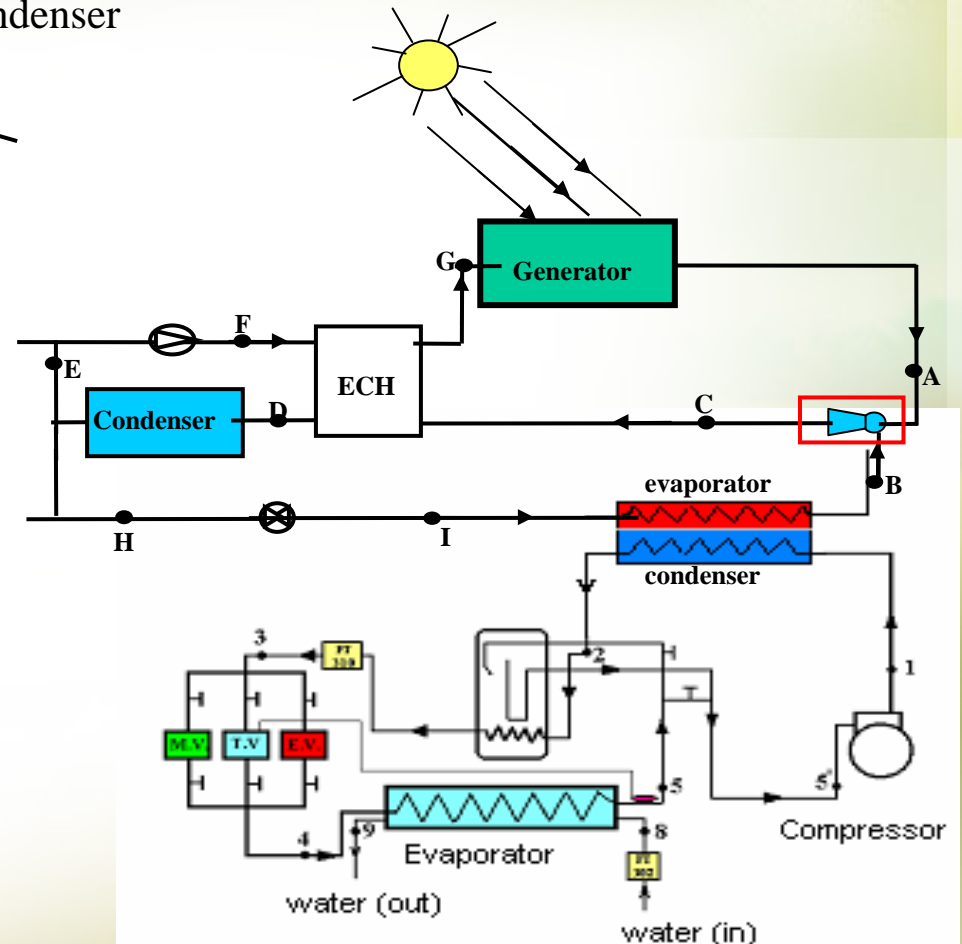 ndenser
G
Generator
F
E
ECH
A
Condenser
D
C
B
evaporator
H
I
condenser
3
2
1
M.V.
T.V
E.V.
5
5'
4
9
8
Compressor
Evaporator
water (out)
water (in)